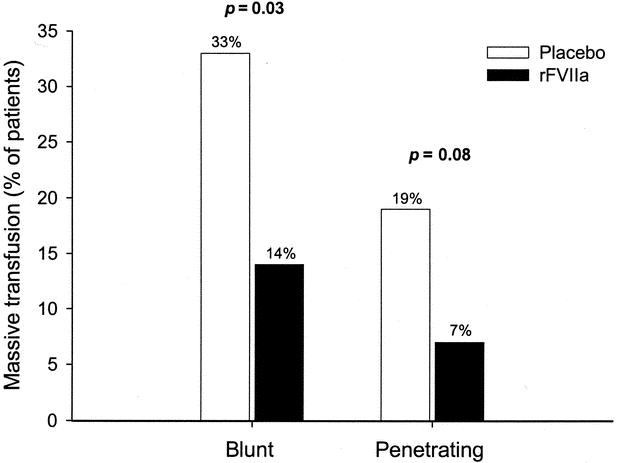 p = 0.03
35
33%
Placebo
rFVIIa
30
25
p = 0.08
20
19%
15
14%
10
7%
5
0
Massive transfusion (% of patients)
Blunt
Penetrating